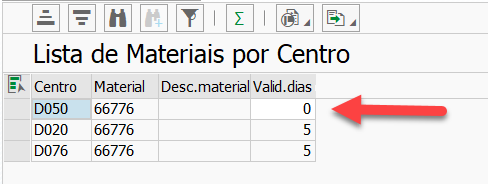 Lista de Materiais por Centro
Centro Material Desc.material Valid.dias
D050 66776 0
D020 66776 5
D076 66776 5